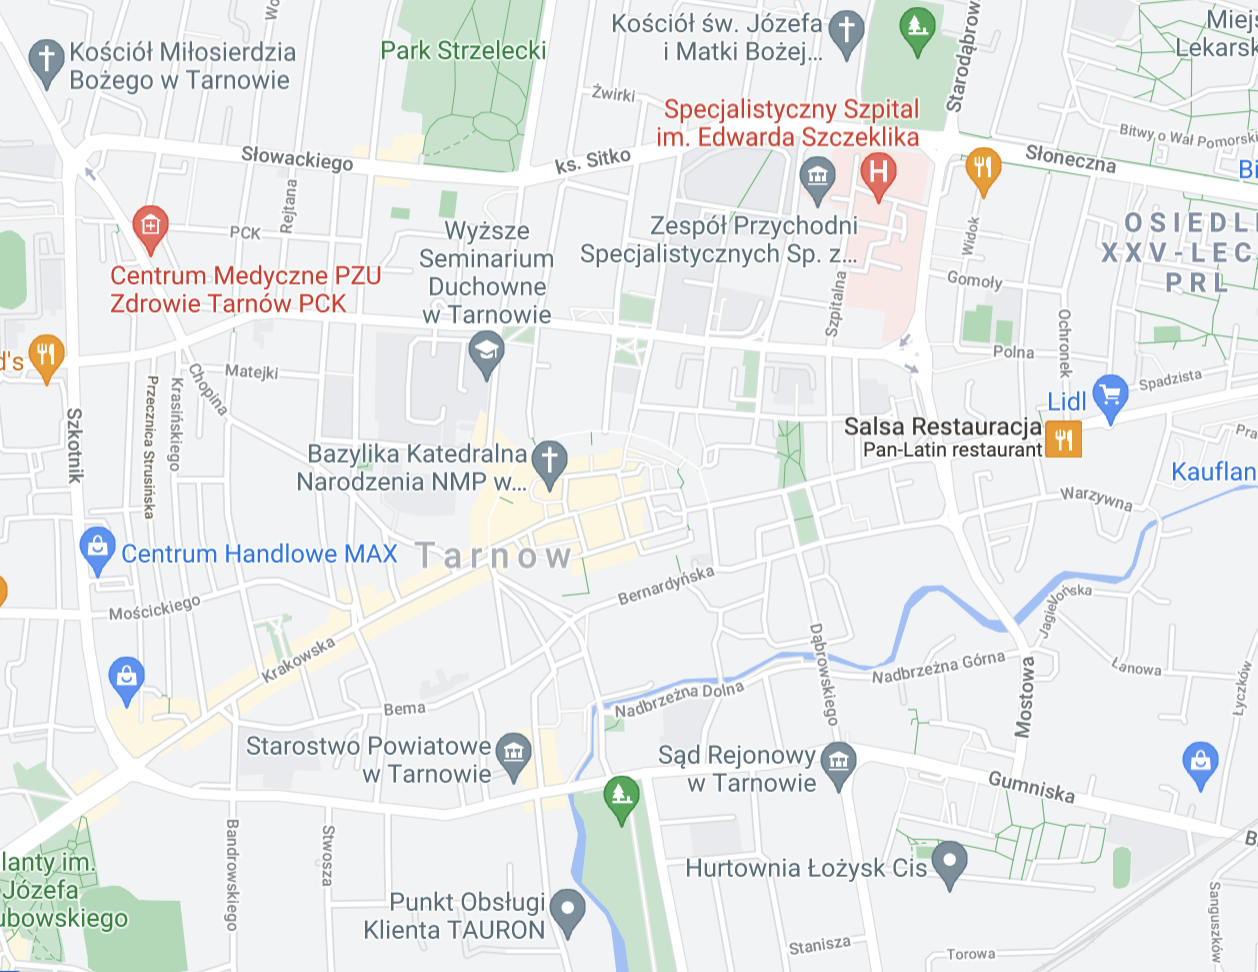 Wo
Kościół Miłosierdzia
Bożego w Tarnowie
Park Strzelecki
Kościół św. Józefa
i Matki Bożej...
Starodąbrow
Miejs
Lekarsk
Żwirki
Specjalistyczny Szpital
im. Edwarda Szczeklika
Bitwy o Wał Pomorski
Słowackiego
ks. Sitko
H
Słoneczna
Bi
Rejtana
PCK
Wyższe
Seminarium
Duchowne
w Tarnowie
Zespół Przychodni
Specjalistycznych Sp. z...
Widok
OSIEDL
XXV-LEC
PRL
Centrum Medyczne PZU
Zdrowie Tarnów PCK
Gomoły
Szpitalna
Ochronek
d's
Matejki
Chopina
Polna
Spadzista
Przecznica Strusińska
Krasińskiego
Szkotnik
Lidl
Salsa Restauracja
Pan-Latin restaurant
Pra
Bazylika Katedralna
Narodzenia NMP w...
Kauflan
Warzywna
Centrum Handlowe MAX
Tarnów
Mościckiego
Bernardyńska
Jagiellońska
Krakowska
Dąbrowskiego
Nadbrzeżna Górna
Łanowa
Łyczków
Nadbrzeżna Dolna
Mostowa
Bema
Starostwo Powiatowe
w Tarnowie
Sąd Rejonowy
w Tarnowie
Gumniska
B
Bandrowskiego
Stwosza
lanty im.
Józefa
ubowskiego
Hurtownia Łożysk Cis
Punkt Obsługi
Klienta TAURON
Sanguszków
Stanisza
Torowa